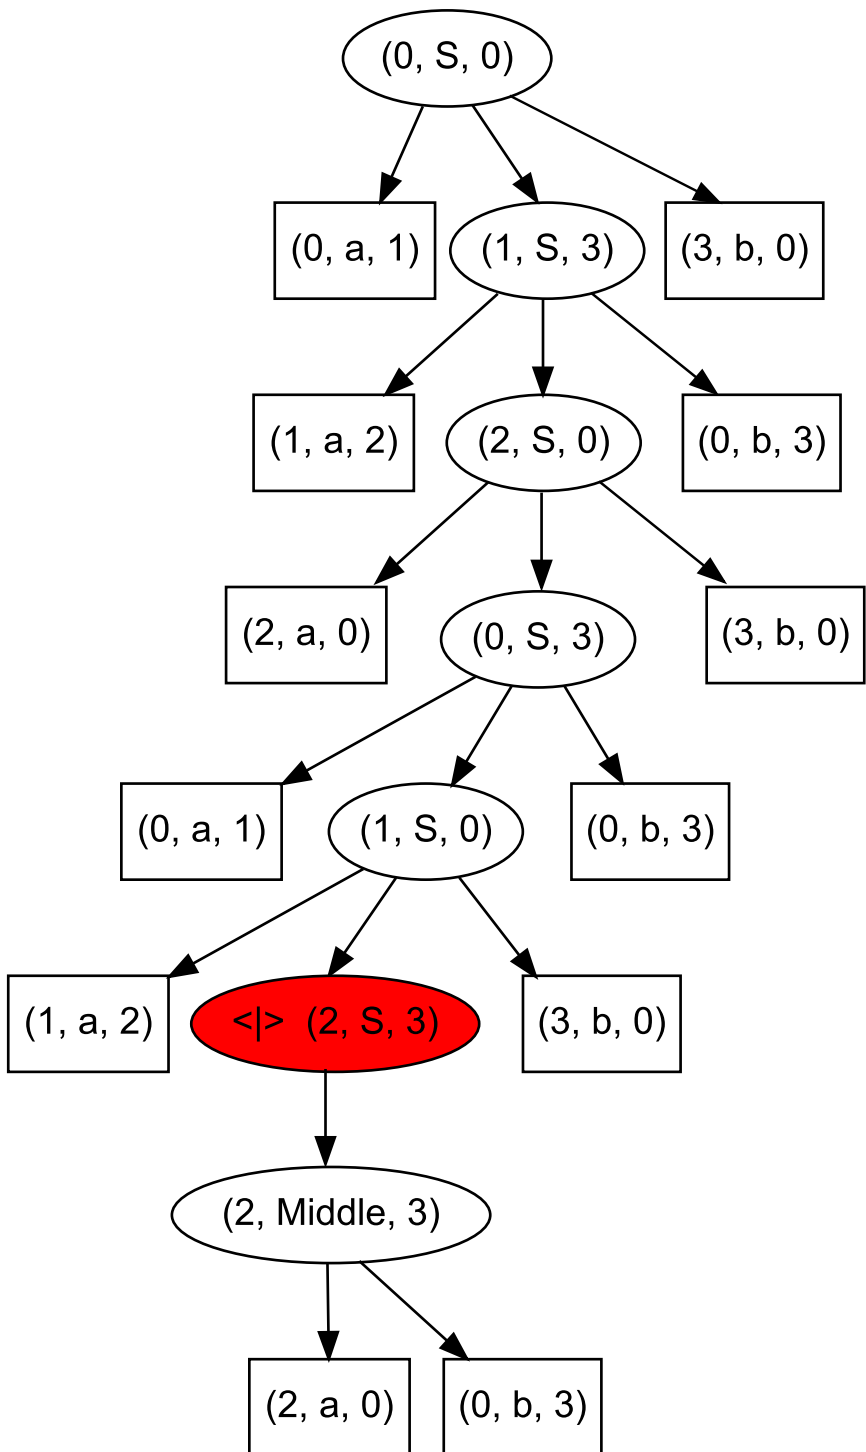 (0, S, 0)
(0, a, 1)
(1, S, 3)
(3, b, 0)
(1, a, 2)
(2, S, 0)
(0, b, 3)
(2, a, 0)
(0, S, 3)
(3, b, 0)
(0, a, 1)
(1, S, 0)
(0, b, 3)
(1, a, 2)
<|> (2, S, 3)
(3, b, 0)
(2, Middle, 3)
(2, a, 0)
(0, b, 3)